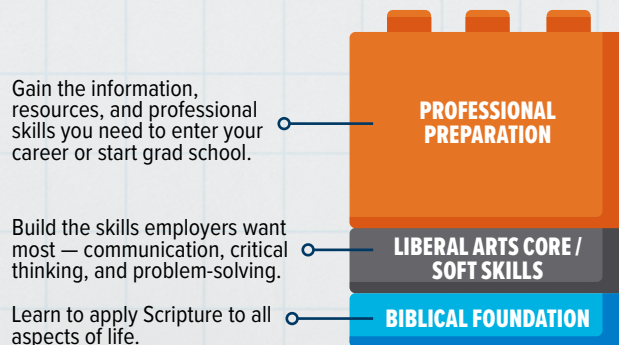 Gain the information,
resources, and professional
skills you need to enter your
career or start grad school.
PROFESSIONAL
PREPARATION
Build the skills employers want
most — communication, critical
thinking, and problem-solving.
LIBERAL ARTS CORE /
SOFT SKILLS
Learn to apply Scripture to all
aspects of life.
BIBLICAL FOUNDATION